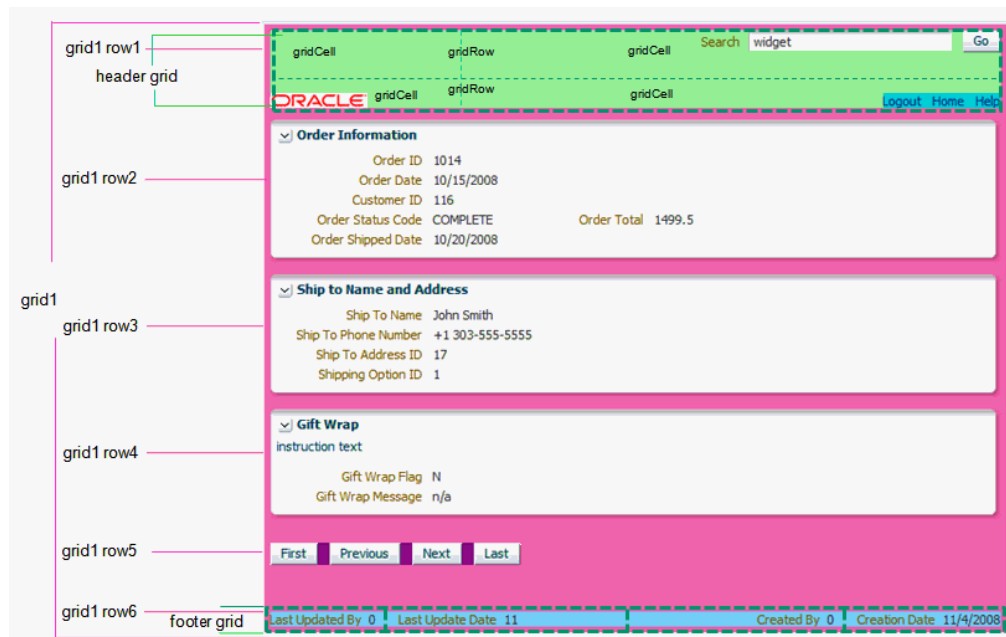 grid1 row1
header grid
gridCell gridRow gridCell Search widget Go
ORACLE gridCell gridRow gridCell Logout Home Help
grid1 row2
Order Information
Order ID 1014
Order Date 10/15/2008
Customer ID 116
Order Status Code COMPLETE Order Total 1499.5
Order Shipped Date 10/20/2008
grid1
grid1 row3
Ship to Name and Address
Ship To Name John Smith
Ship To Phone Number +1 303-555-5555
Ship To Address ID 17
Shipping Option ID 1
grid1 row4
Gift Wrap
instruction text
Gift Wrap Flag N
Gift Wrap Message n/a
grid1 row5
First Previous Next Last
grid1 row6
footer grid
Last Updated By 0 Last Update Date 11 Created By 0 Creation Date 11/4/2008